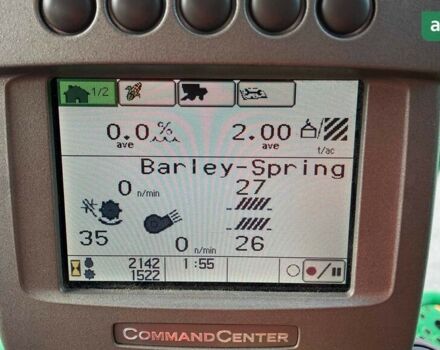 a
1/2
0.0 %
2.00
ave
ave
t/ac
Barley-Spring
0 n/min
27
35
0 n/min
26
2142
1:55
1522
COMMANDCENTER